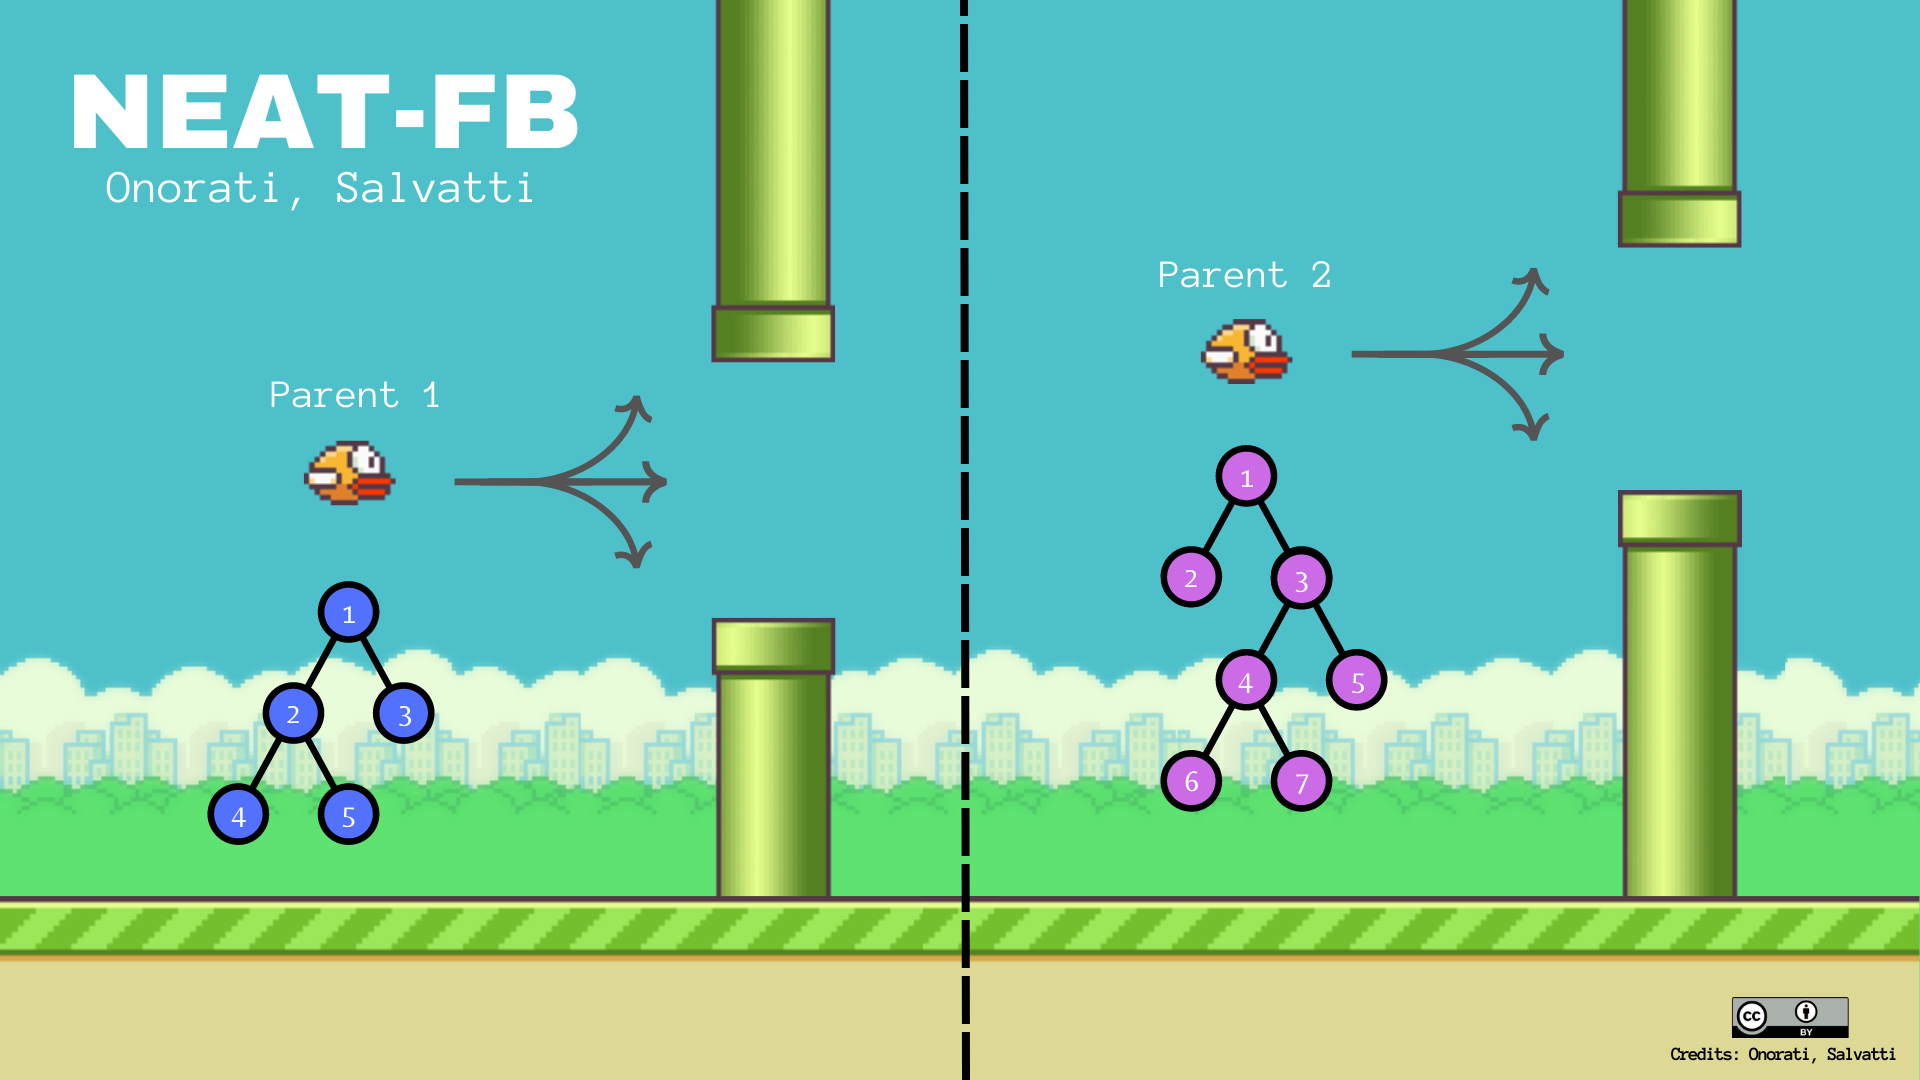 NEAT-FB
Onorati, Salvatti
Parent 1
1
2
3
4
5
Parent 2
1
2
3
4
5
6
7
cc
BY
Credits: Onorati, Salvatti